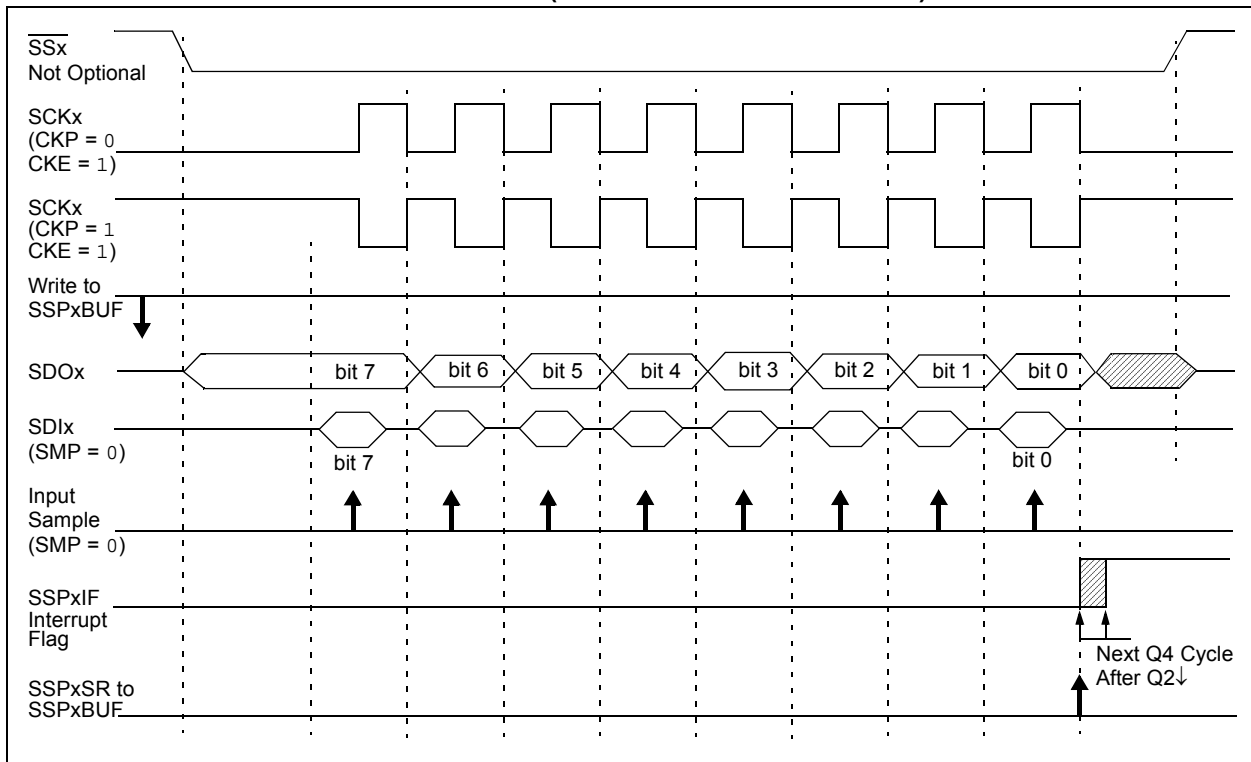 SSx
Not Optional
SCKx
(CKP = 0
CKE = 1)
SCKx
(CKP = 1
CKE = 1)
Write to
SSPxBUF
SDOx
bit 7
bit 6
bit 5
bit 4
bit 3
bit 2
bit 1
bit 0
SDIx
(SMP = 0)
bit 7
bit 0
Input
Sample
(SMP = 0)
SSPxIF
Interrupt
Flag
Next Q4 Cycle
After Q2↓
SSPxSR to
SSPxBUF